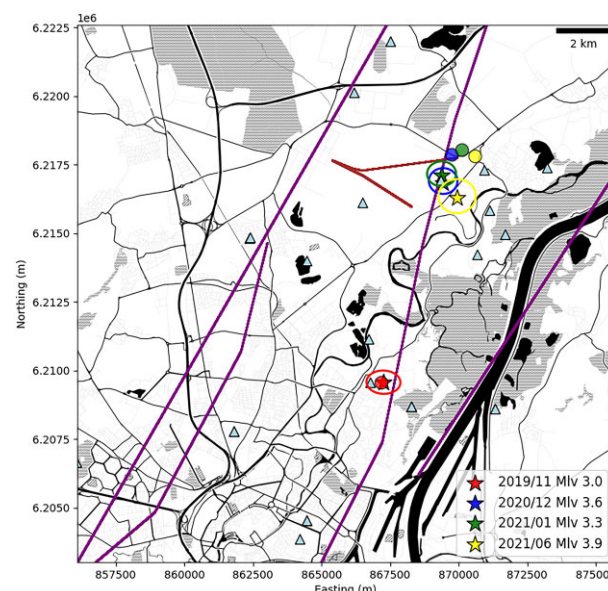 1e6
6.2225
6.2200
6.2175
6.2150
6.2125
6.2100
6.2075
6.2050
Northing (m)
2 km
2019/11 Mlv 3.0
2020/12 Mlv 3.6
2021/01 Mlv 3.3
2021/06 Mlv 3.9
857500 860000 862500 865000 867500 870000 872500
Easting (m)